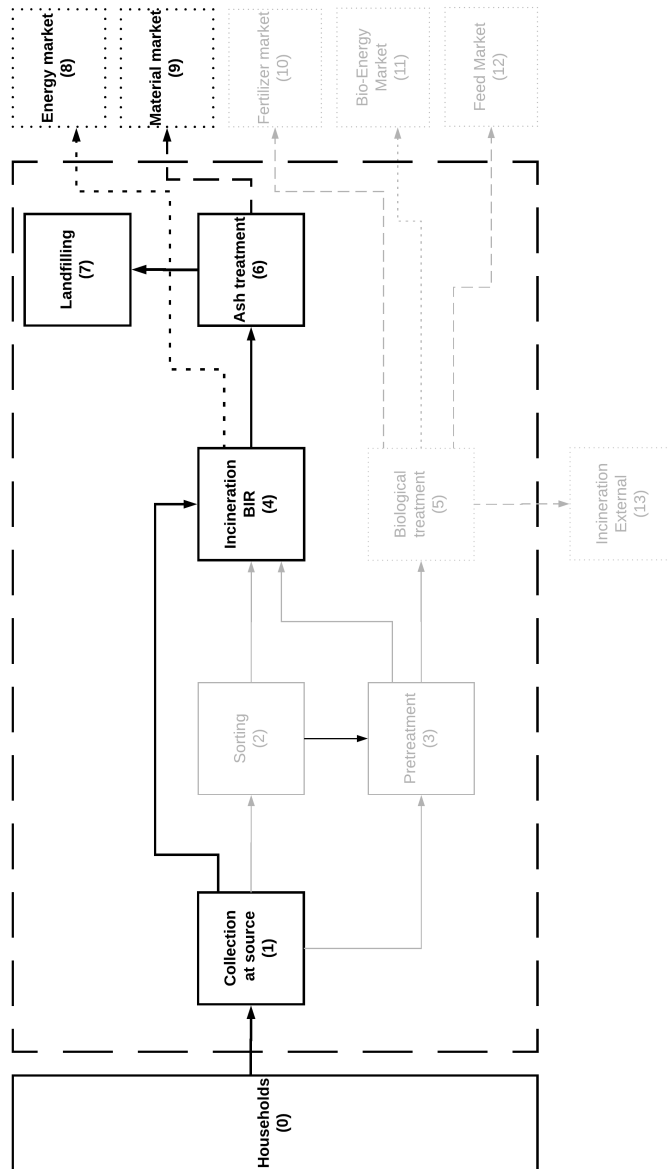 Households
(0)
Collection
at source
(1)
Sorting
(2)
Pretreatment
(3)
Incineration
BIR
(4)
Biological
treatment
(5)
Ash treatment
(6)
Landfilling
(7)
Energy market
(8)
Material market
(9)
Fertilizer market
(10)
Bio-Energy
Market
(11)
Feed Market
(12)
Incineration
External
(13)